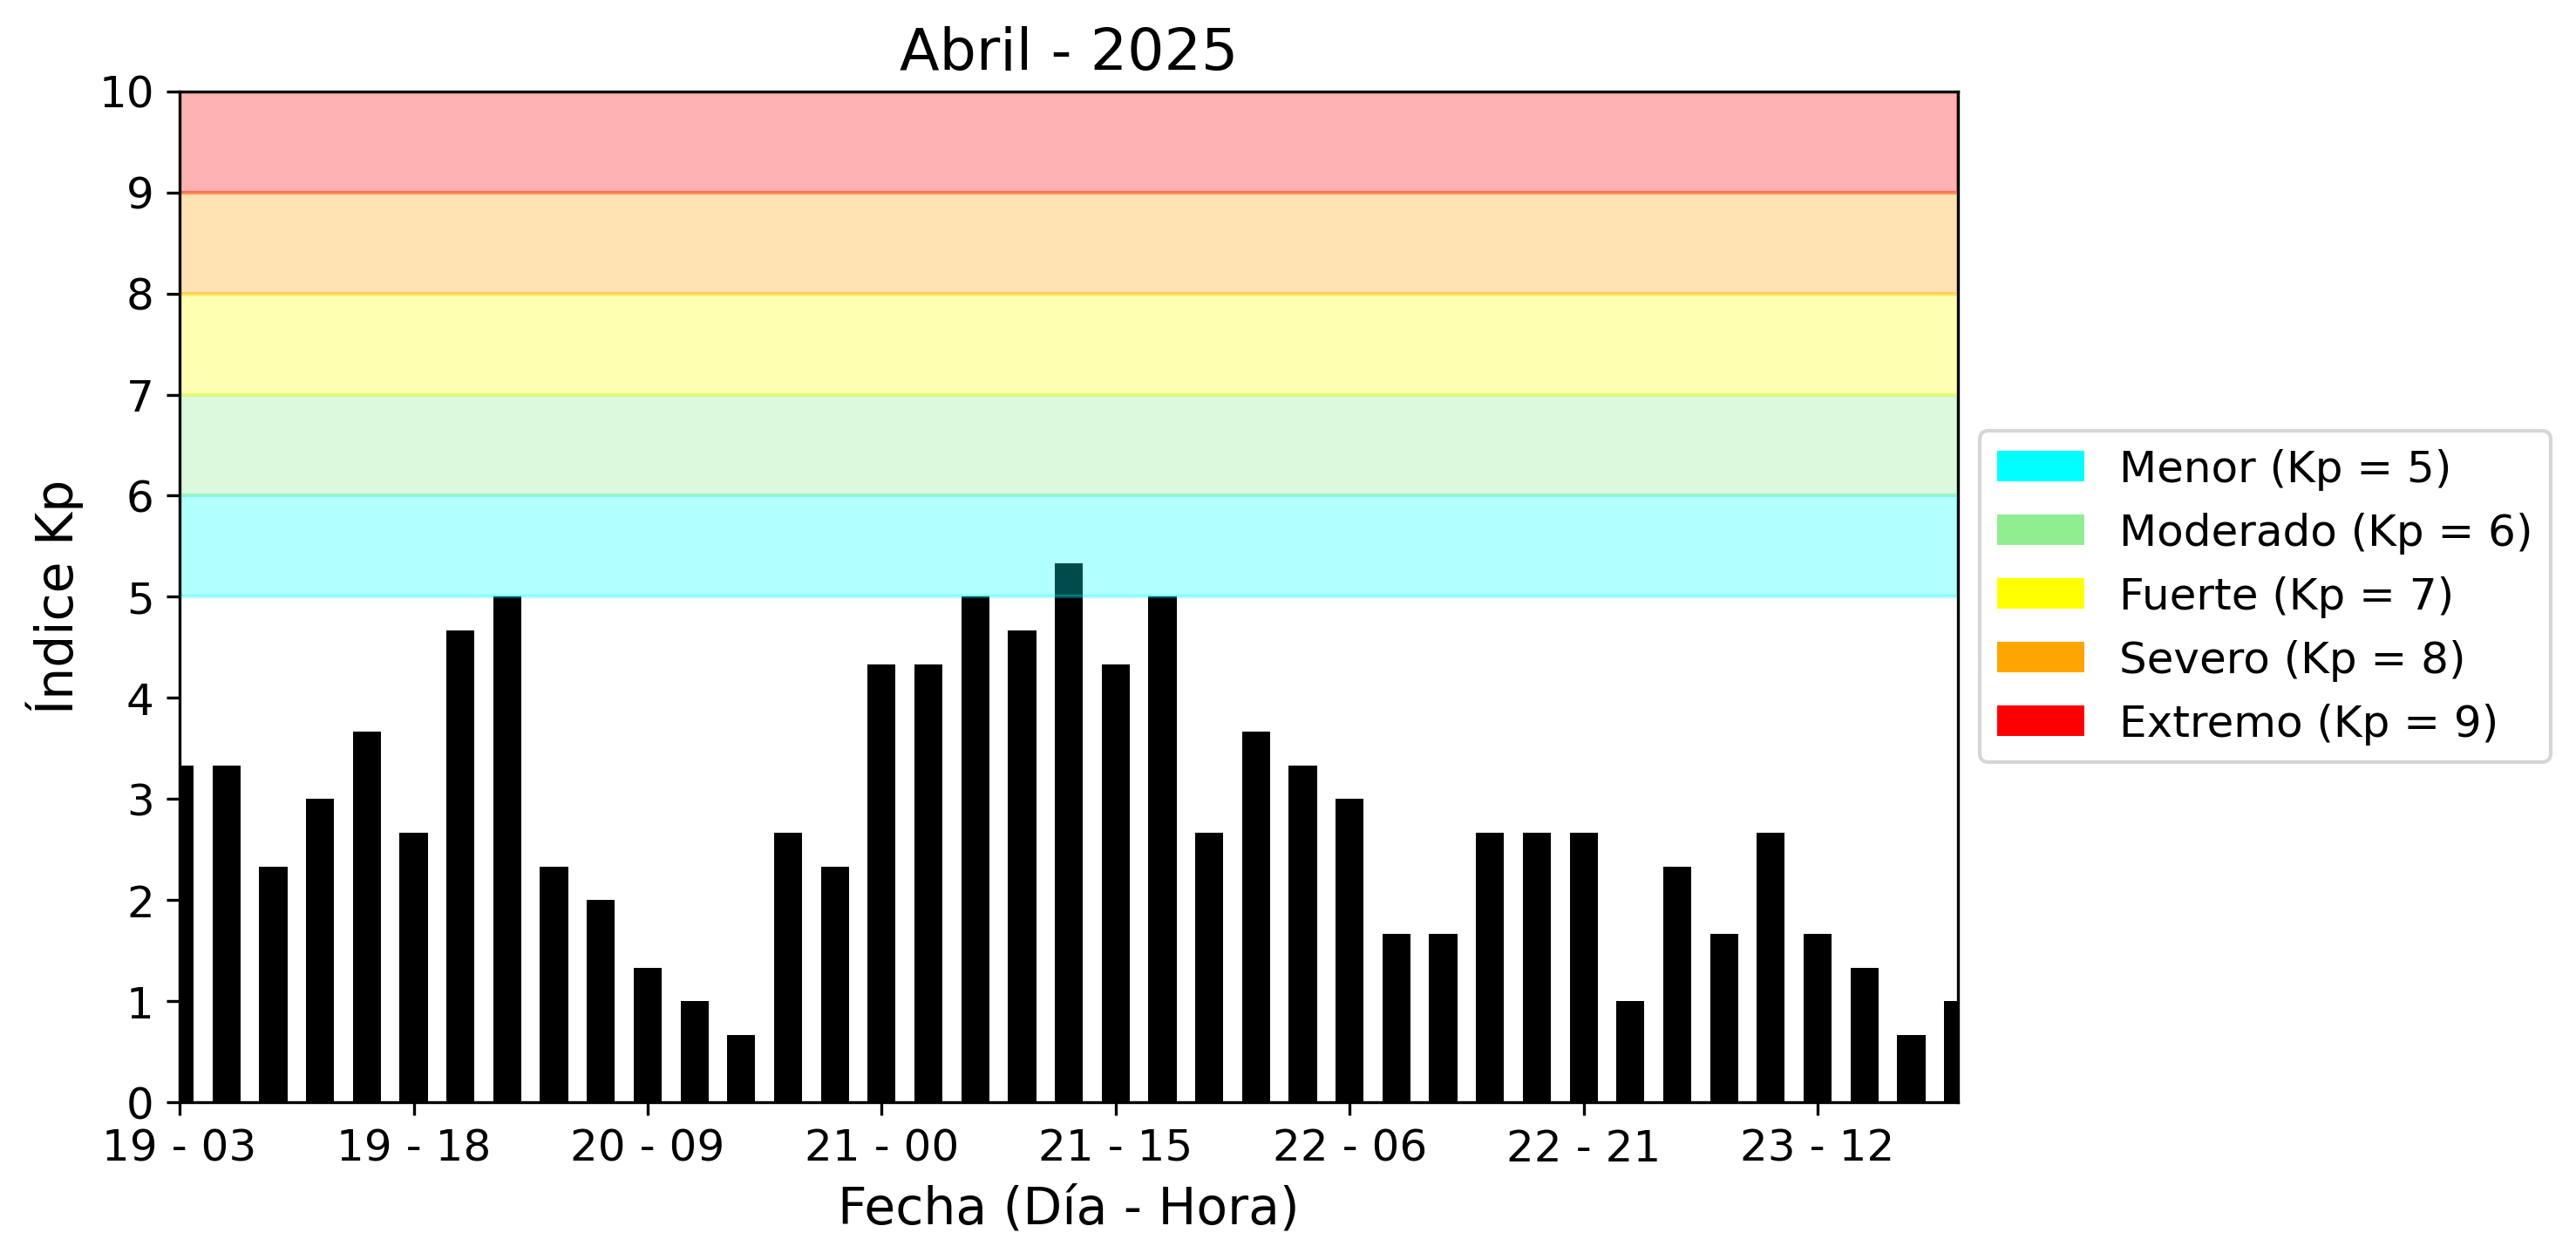 Abril - 2025
10
9
8
7
6
5
4
3
2
1
0
Índice Kp
19 - 03
19 - 18
20 - 09
21 - 00
21 - 15
22 - 06
22 - 21
23 - 12
Fecha (Día - Hora)
Menor (Kp = 5)
Moderado (Kp = 6)
Fuerte (Kp = 7)
Severo (Kp = 8)
Extremo (Kp = 9)